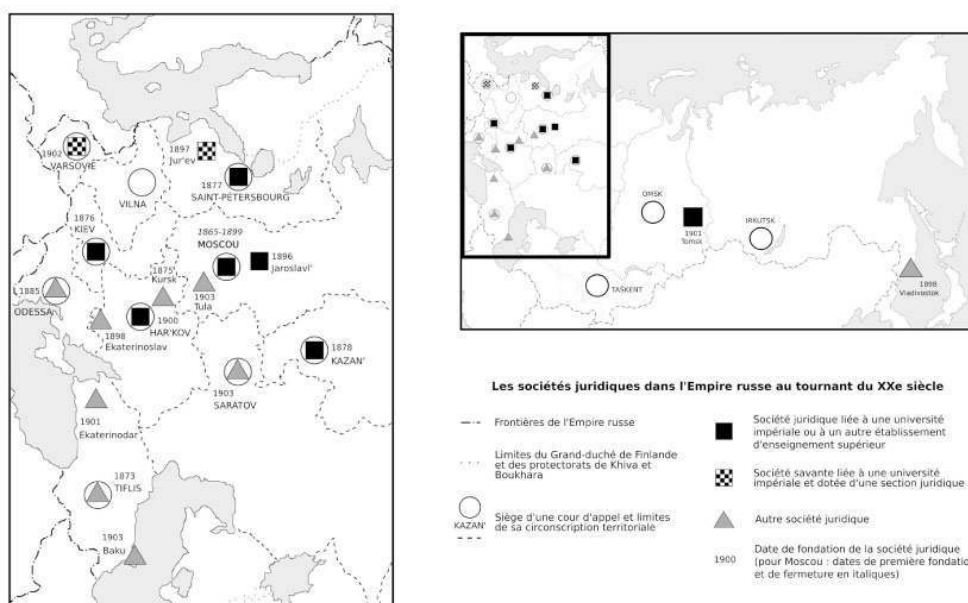 1902
VARSOVIE
VILNA
1897
Jur'ev
1877
SAINT-PÉTERSBOURG
1876
KIEV
1865-1899
MOSCOU
1896
Jaroslavl'
1875
Kursk
1903
Tula
1885
ODESSA
1898
Ekaterinoslav
1900
HAR'KOV
1878
KAZAN'
1903
SARATOV
1901
Ekaterinodar
1873
TIFLIS
1903
Baku
OMSK
1901
Tomsk
IRKUTSK
TAŠKENT
1898
Vladivostok
Les sociétés juridiques dans l'Empire russe au tournant du XXe siècle
Frontières de l'Empire russe
Limites du Grand-duché de Finlande
et des protectorats de Khiva et
Boukhara
KAZAN'
Siège d'une cour d'appel et limites
de sa circonscription territoriale
Société juridique liée à une université
impériale ou à un autre établissement
d'enseignement supérieur
Société savante liée à une université
impériale et dotée d'une section juridique
Autre société juridique
1900
Date de fondation de la société juridique
(pour Moscou : dates de première fondatio
et de fermeture en italiques)